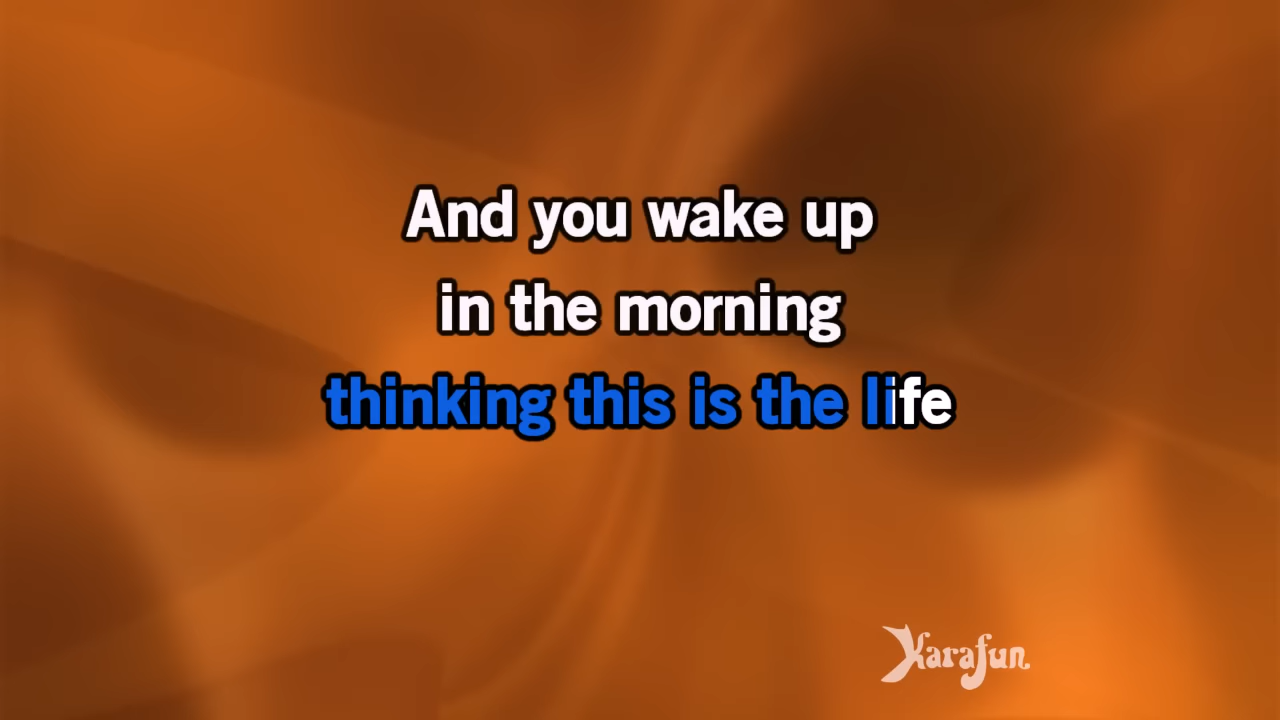 And you wake up
in the morning
thinking this is the life
Karafun